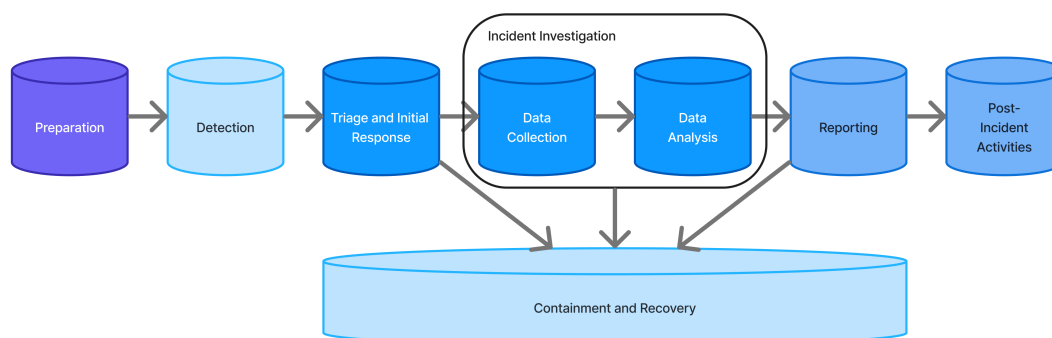 Incident Investigation
Preparation
Detection
Triage and Initial
Response
Data
Collection
Data
Analysis
Reporting
Post-
Incident
Activities
Containment and Recovery